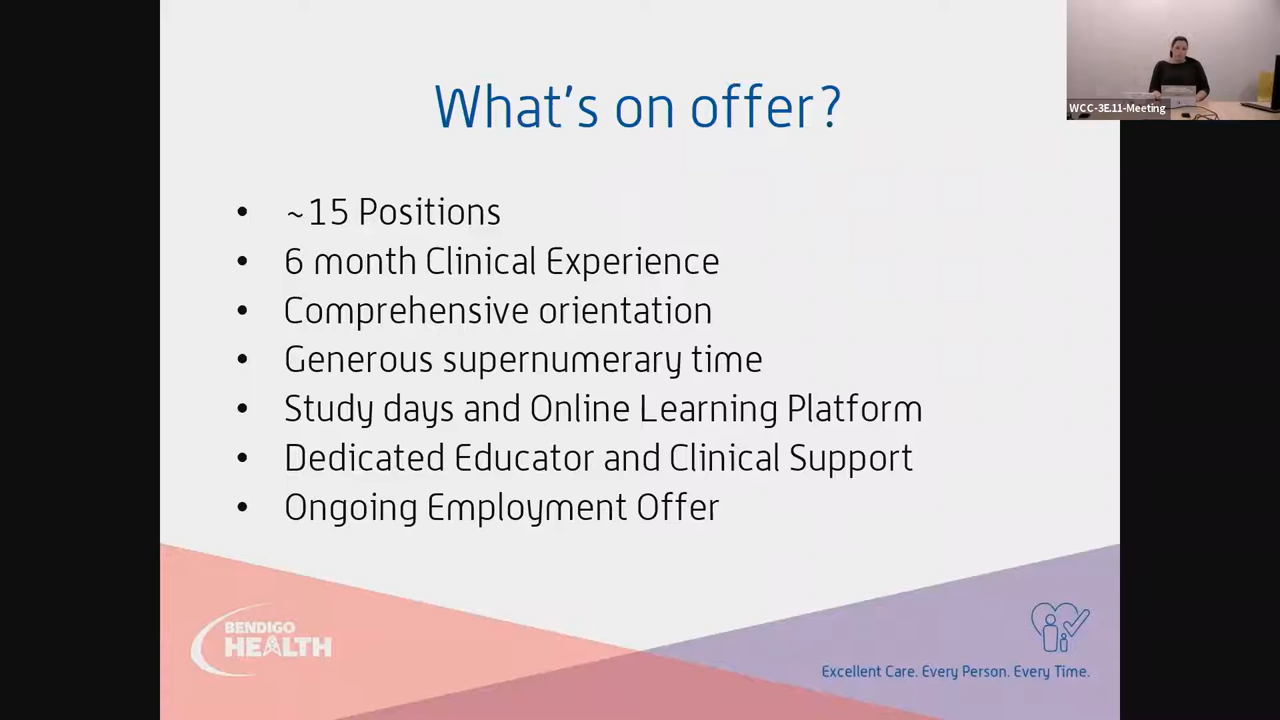 What's on offer?
WCC-3E.11-Meeting
• ~15 Positions
• 6 month Clinical Experience
• Comprehensive orientation
• Generous supernumerary time
• Study days and Online Learning Platform
• Dedicated Educator and Clinical Support
• Ongoing Employment Offer
BENDIGO
HEALTH
Excellent Care. Every Person. Every Time.